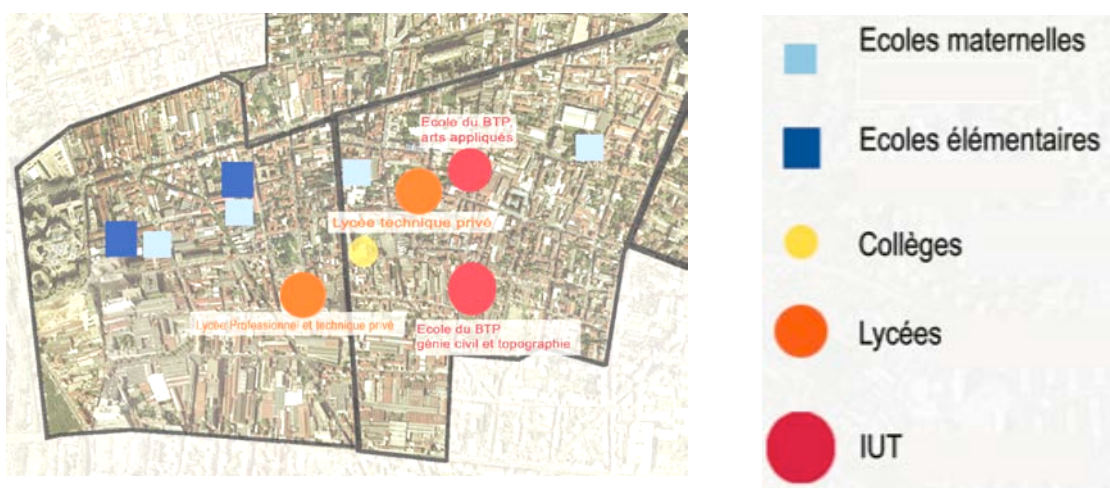 Ecole du BTP
arts appliqués
Lycée technique privé
Lycée Professionnel et technique privé
Ecole du BTP
génie civil et topographie
Ecoles maternelles
Ecoles élémentaires
Collèges
Lycées
IUT